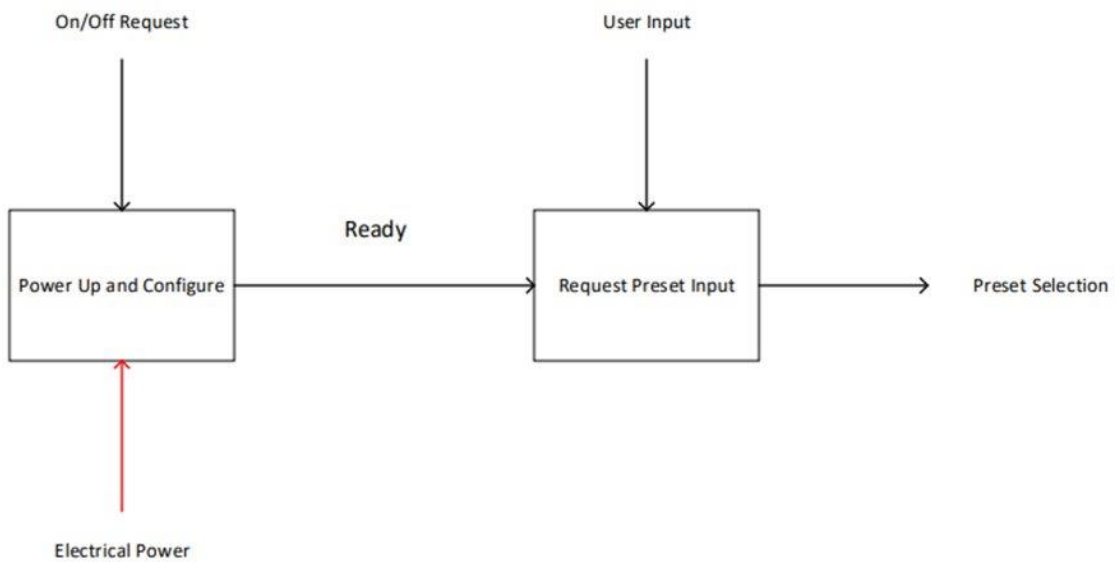 On/Off Request
User Input
Ready
Power Up and Configure
Request Preset Input
Preset Selection
Electrical Power